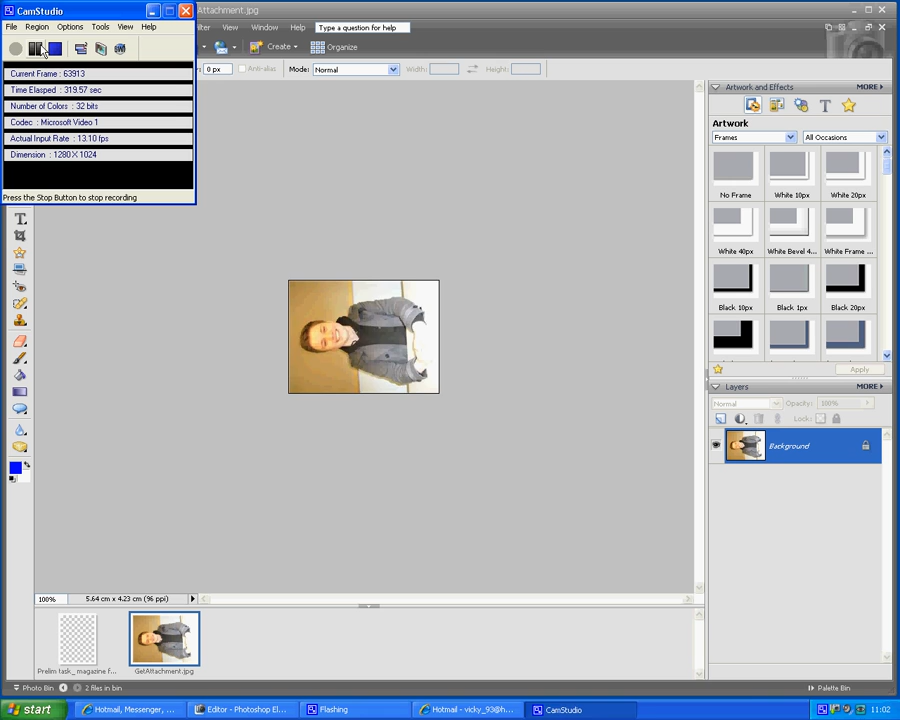 CamStudio
Attachment.jpg
File Region Options Tools View Help
ilter View Window Help Type a question for help
Create Organize
0 px Anti-alias Mode: Normal Width: Height:
Current Frame : 63913
Time Elasped : 319.57 sec
Number of Colors : 32 bits
Codec : Microsoft Video 1
Actual Input Rate : 13.10 fps
Dimension : 1280 X 1024
Press the Stop Button to stop recording
Artwork and Effects MORE
Artwork
Frames All Occasions
No Frame White 10px White 20px
White 40px White Bevel 4... White Frame ...
Black 10px Black 1px Black 20px
Apply
Layers MORE
Normal Opacity: 100%
Lock:
Background
100% 5.64 cm x 4.23 cm (96 ppi)
Prelim task_ magazine f... GetAttachment.jpg
Photo Bin 2 files in bin Palette Bin
start Hotmail, Messenger, ... Editor - Photoshop El... Flashing Hotmail - vicky_93@h... CamStudio 11:02